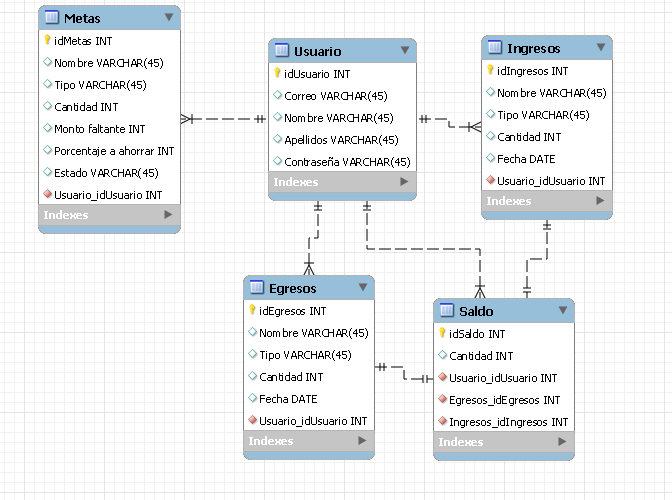 Metas
idMetas INT
Nombre VARCHAR(45)
Tipo VARCHAR(45)
Cantidad INT
Monto faltante INT
Porcentaje a ahorrar INT
Estado VARCHAR(45)
Usuario_idUsuario INT
Indexes
Usuario
idUsuario INT
Correo VARCHAR(45)
Nombre VARCHAR(45)
Apellidos VARCHAR(45)
Contraseña VARCHAR(45)
Indexes
Ingresos
idIngresos INT
Nombre VARCHAR(45)
Tipo VARCHAR(45)
Cantidad INT
Fecha DATE
Usuario_idUsuario INT
Indexes
Egresos
idEgresos INT
Nombre VARCHAR(45)
Tipo VARCHAR(45)
Cantidad INT
Fecha DATE
Usuario_idUsuario INT
Indexes
Saldo
idSaldo INT
Cantidad INT
Usuario_idUsuario INT
Egresos_idEgresos INT
Ingresos_idIngresos INT
Indexes